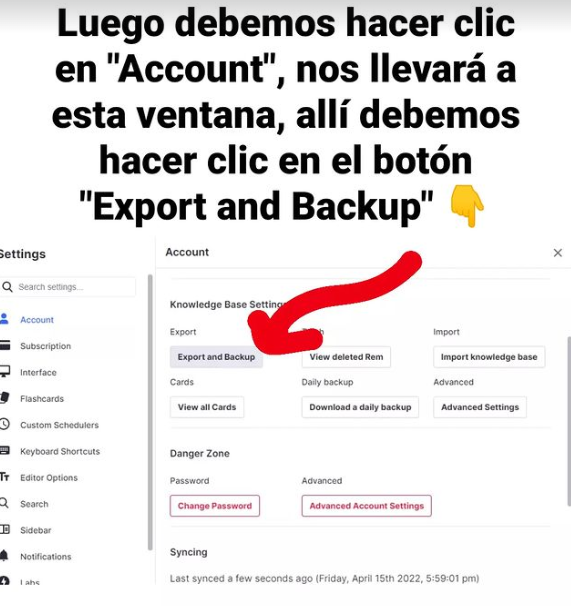 Luego debemos hacer clic
en "Account", nos llevará a
esta ventana, allí debemos
hacer clic en el botón
"Export and Backup" 👇
Settings
Account
Search settings...
Account
Subscription
Interface
Flashcards
Custom Schedulers
Keyboard Shortcuts
Editor Options
Search
Sidebar
Notifications
Labs
Knowledge Base Settings
Export
Import
Export and Backup
View deleted Rem
Import knowledge base
Cards
Daily backup
Advanced
View all Cards
Download a daily backup
Advanced Settings
Danger Zone
Password
Advanced
Change Password
Advanced Account Settings
Syncing
Last synced a few seconds ago (Friday, April 15th 2022, 5:59:01 pm)